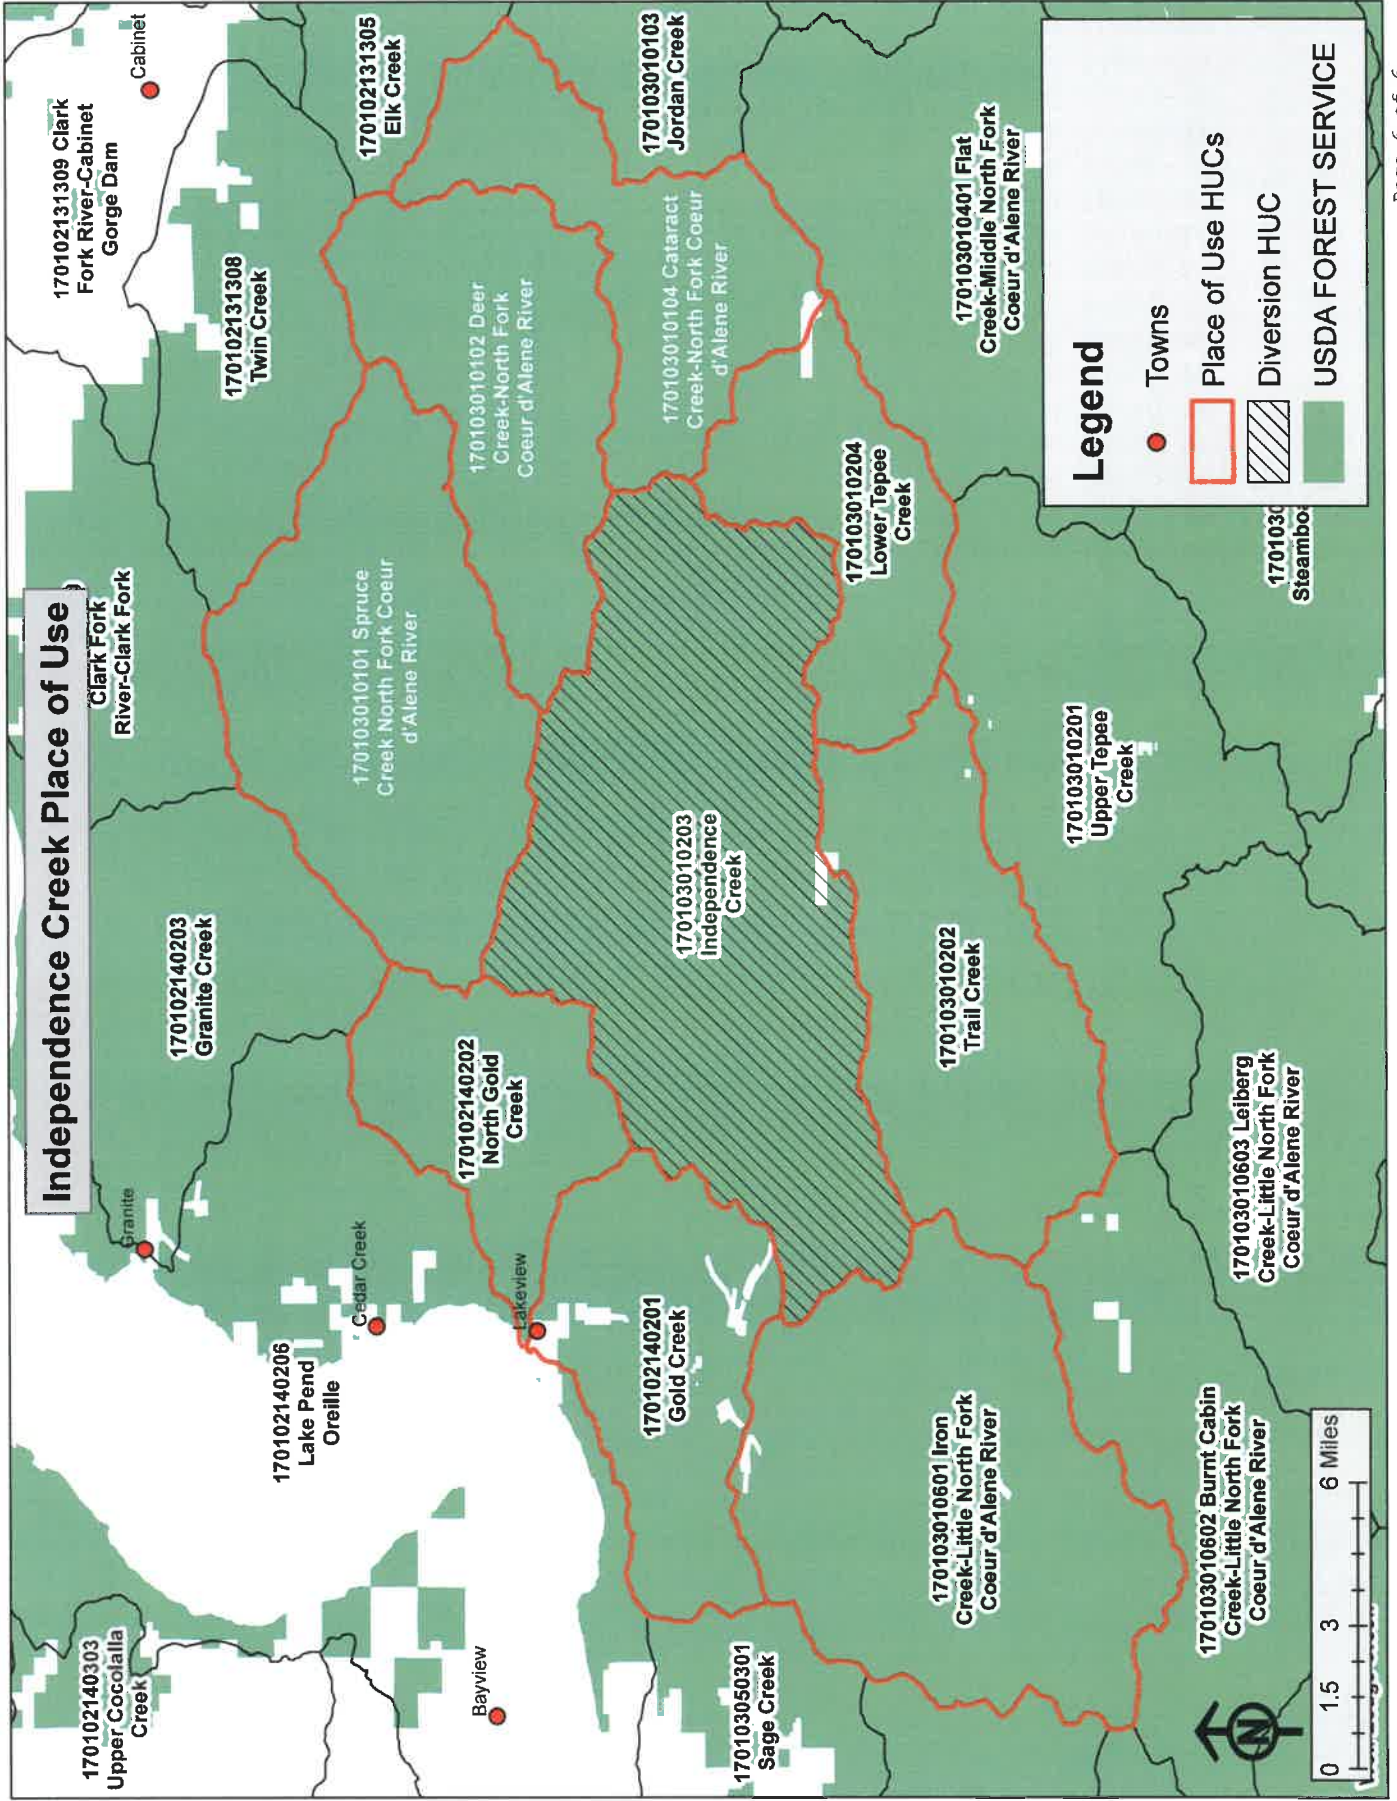 Independence Creek Place of Use
170102140303
Upper Cocolalla
Creek
Bayview
170102140206
Lake Pend
Oreille
Granite
Cedar Creek
Lakeview
170102140203
Granite Creek
Clark Fork
River-Clark Fork
170102131309 Clark
Fork River-Cabinet
Gorge Dam
Cabinet
170102131308
Twin Creek
170102131305
Elk Creek
170103010101 Spruce
Creek North Fork Coeur
d'Alene River
170103010102 Deer
Creek-North Fork
Coeur d'Alene River
170103010103
Jordan Creek
170103010104 Cataract
Creek-North Fork Coeur
d'Alene River
170102140202
North Gold
Creek
170102140201
Gold Creek
170103010203
Independence
Creek
170103010204
Lower Tepee
Creek
170103010401 Flat
Creek-Middle North Fork
Coeur d'Alene River
170103050301
Sage Creek
170103010601 Iron
Creek-Little North Fork
Coeur d'Alene River
170103010202
Trail Creek
170103010201
Upper Tepee
Creek
170103010602 Burnt Cabin
Creek-Little North Fork
Coeur d'Alene River
170103010603 Leiberg
Creek-Little North Fork
Coeur d'Alene River
1701030
Steamboa
Legend
Towns
Place of Use HUCs
Diversion HUC
USDA FOREST SERVICE
N
0 1.5 3 6 Miles